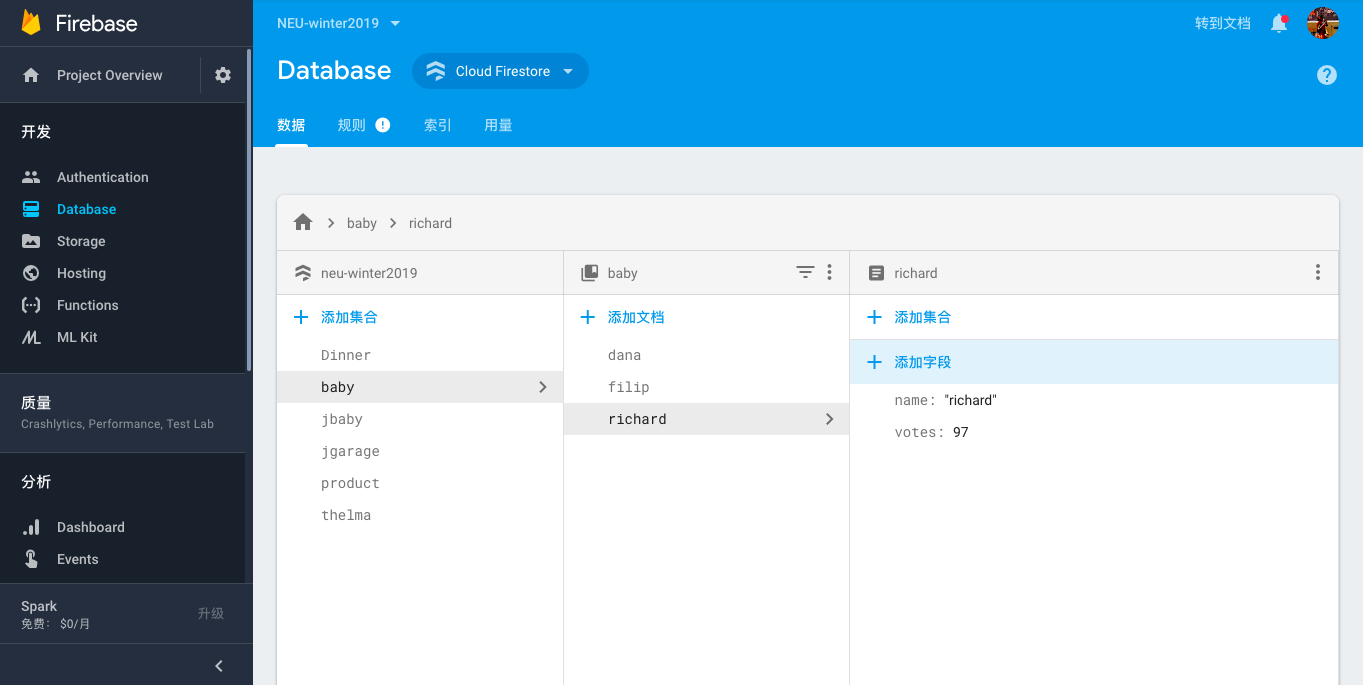 Firebase
NEU-winter2019
转到文档
Project Overview
Database
Cloud Firestore
数据
规则
索引
用量
开发
Authentication
Database
Storage
Hosting
Functions
ML Kit
质量
Crashlytics, Performance, Test Lab
分析
Dashboard
Events
Spark
免费： $0/月
升级
baby
richard
neu-winter2019
添加集合
Dinner
baby
jbaby
jgarage
product
thelma
baby
添加文档
dana
filip
richard
richard
添加集合
添加字段
name: "richard"
votes: 97